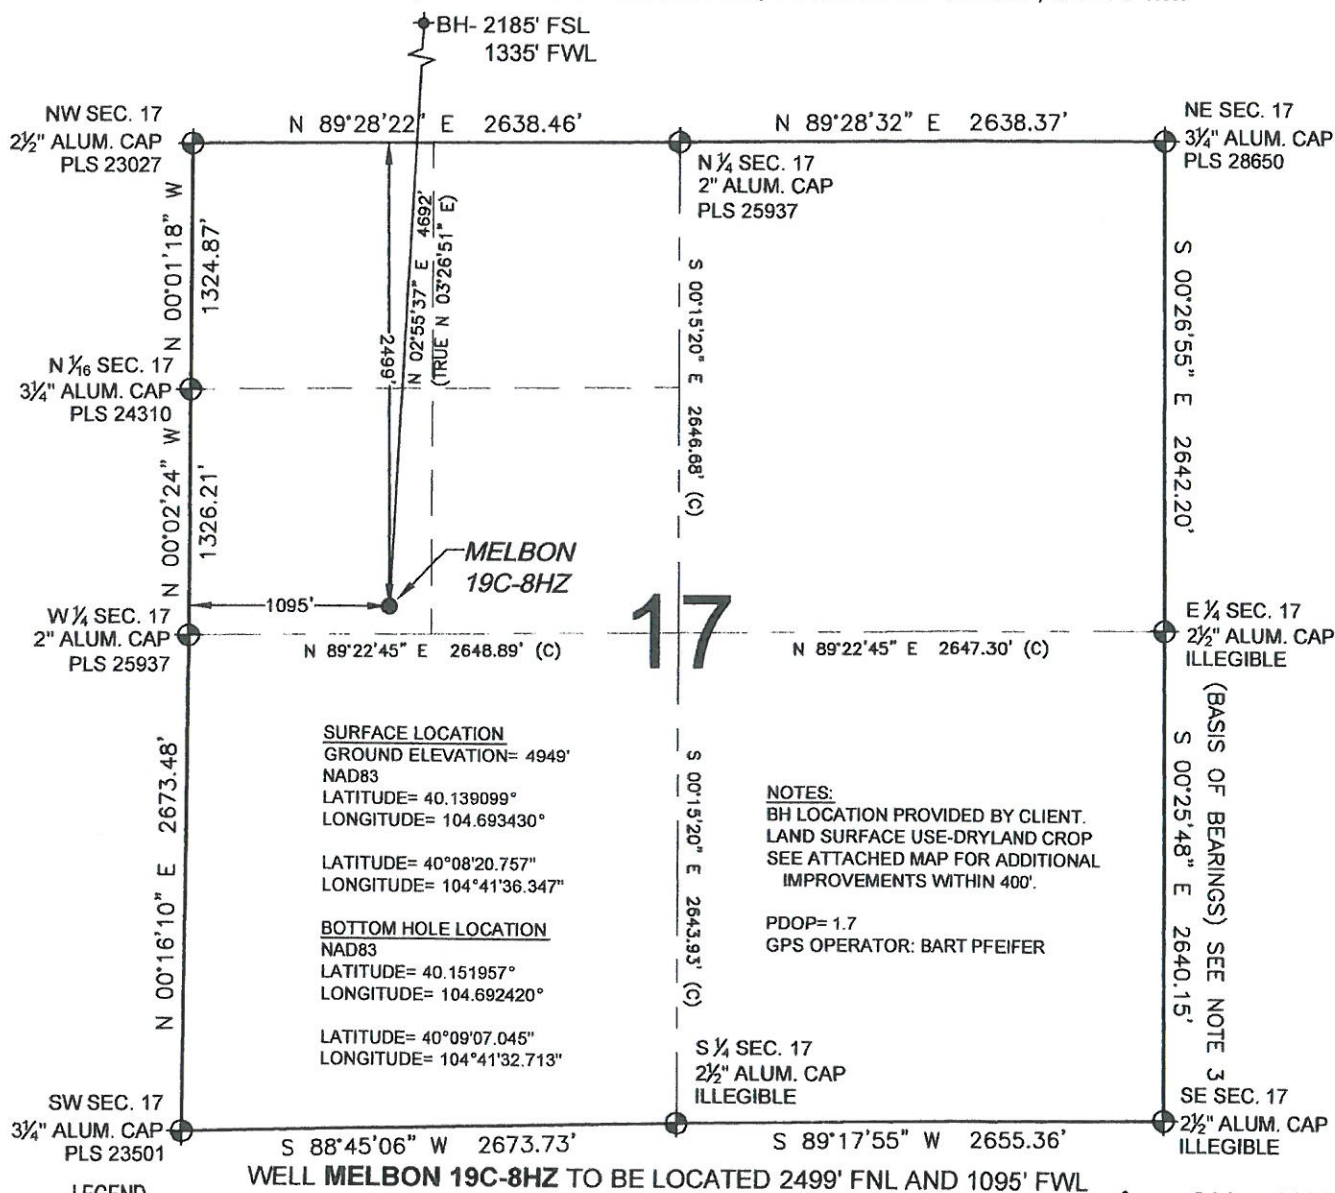 BH- 2185' FSL
1335' FWL
NW SEC. 17
2½" ALUM. CAP
PLS 23027
N 89°28'22" E 2638.46'
N 89°28'32" E 2638.37'
NE SEC. 17
3¼" ALUM. CAP
PLS 28650
N ¼ SEC. 17
2" ALUM. CAP
PLS 25937
N 00°01'18" W
1324.87'
2499'
N 02°55'37" E 4692'
(TRUE N 03°26'51" E)
S 00°15'20" E 2646.68' (C)
S 00°26'55" E 2642.20'
N 1⁄16 SEC. 17
3¼" ALUM. CAP
PLS 24310
N 00°02'24" W
1326.21'
MELBON
19C-8HZ
1095'
W ¼ SEC. 17
2" ALUM. CAP
PLS 25937
17
N 89°22'45" E 2648.89' (C)
N 89°22'45" E 2647.30' (C)
E ¼ SEC. 17
2½" ALUM. CAP
ILLEGIBLE
N 00°16'10" E 2673.48'
SURFACE LOCATION
GROUND ELEVATION= 4949'
NAD83
LATITUDE= 40.139099°
LONGITUDE= 104.693430°
LATITUDE= 40°08'20.757"
LONGITUDE= 104°41'36.347"
BOTTOM HOLE LOCATION
NAD83
LATITUDE= 40.151957°
LONGITUDE= 104.692420°
LATITUDE= 40°09'07.045"
LONGITUDE= 104°41'32.713"
S 00°15'20" E 2643.93' (C)
NOTES:
BH LOCATION PROVIDED BY CLIENT.
LAND SURFACE USE-DRYLAND CROP
SEE ATTACHED MAP FOR ADDITIONAL
IMPROVEMENTS WITHIN 400'.
PDOP= 1.7
GPS OPERATOR: BART PFEIFER
S 00°25'48" E 2640.15'
(BASIS OF BEARINGS) SEE NOTE 3
S ¼ SEC. 17
2½" ALUM. CAP
ILLEGIBLE
SW SEC. 17
3¼" ALUM. CAP
PLS 23501
S 88°45'06" W 2673.73'
S 89°17'55" W 2655.36'
SE SEC. 17
2½" ALUM. CAP
ILLEGIBLE
WELL MELBON 19C-8HZ TO BE LOCATED 2499' FNL AND 1095' FWL
LEGEND